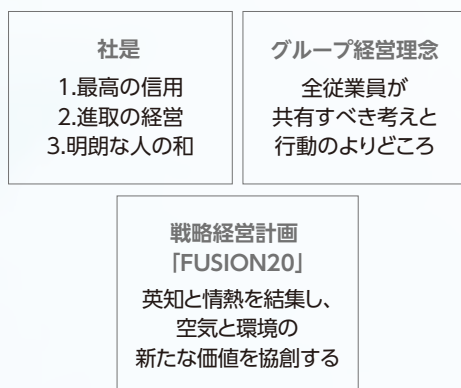 社是
1.最高の信用
2.進取の経営
3.明朗な人の和
グループ経営理念
全従業員が
共有すべき考えと
行動のよりどころ
戦略経営計画
「FUSION20」
英知と情熱を結集し、
空気と環境の
新たな価値を協創する